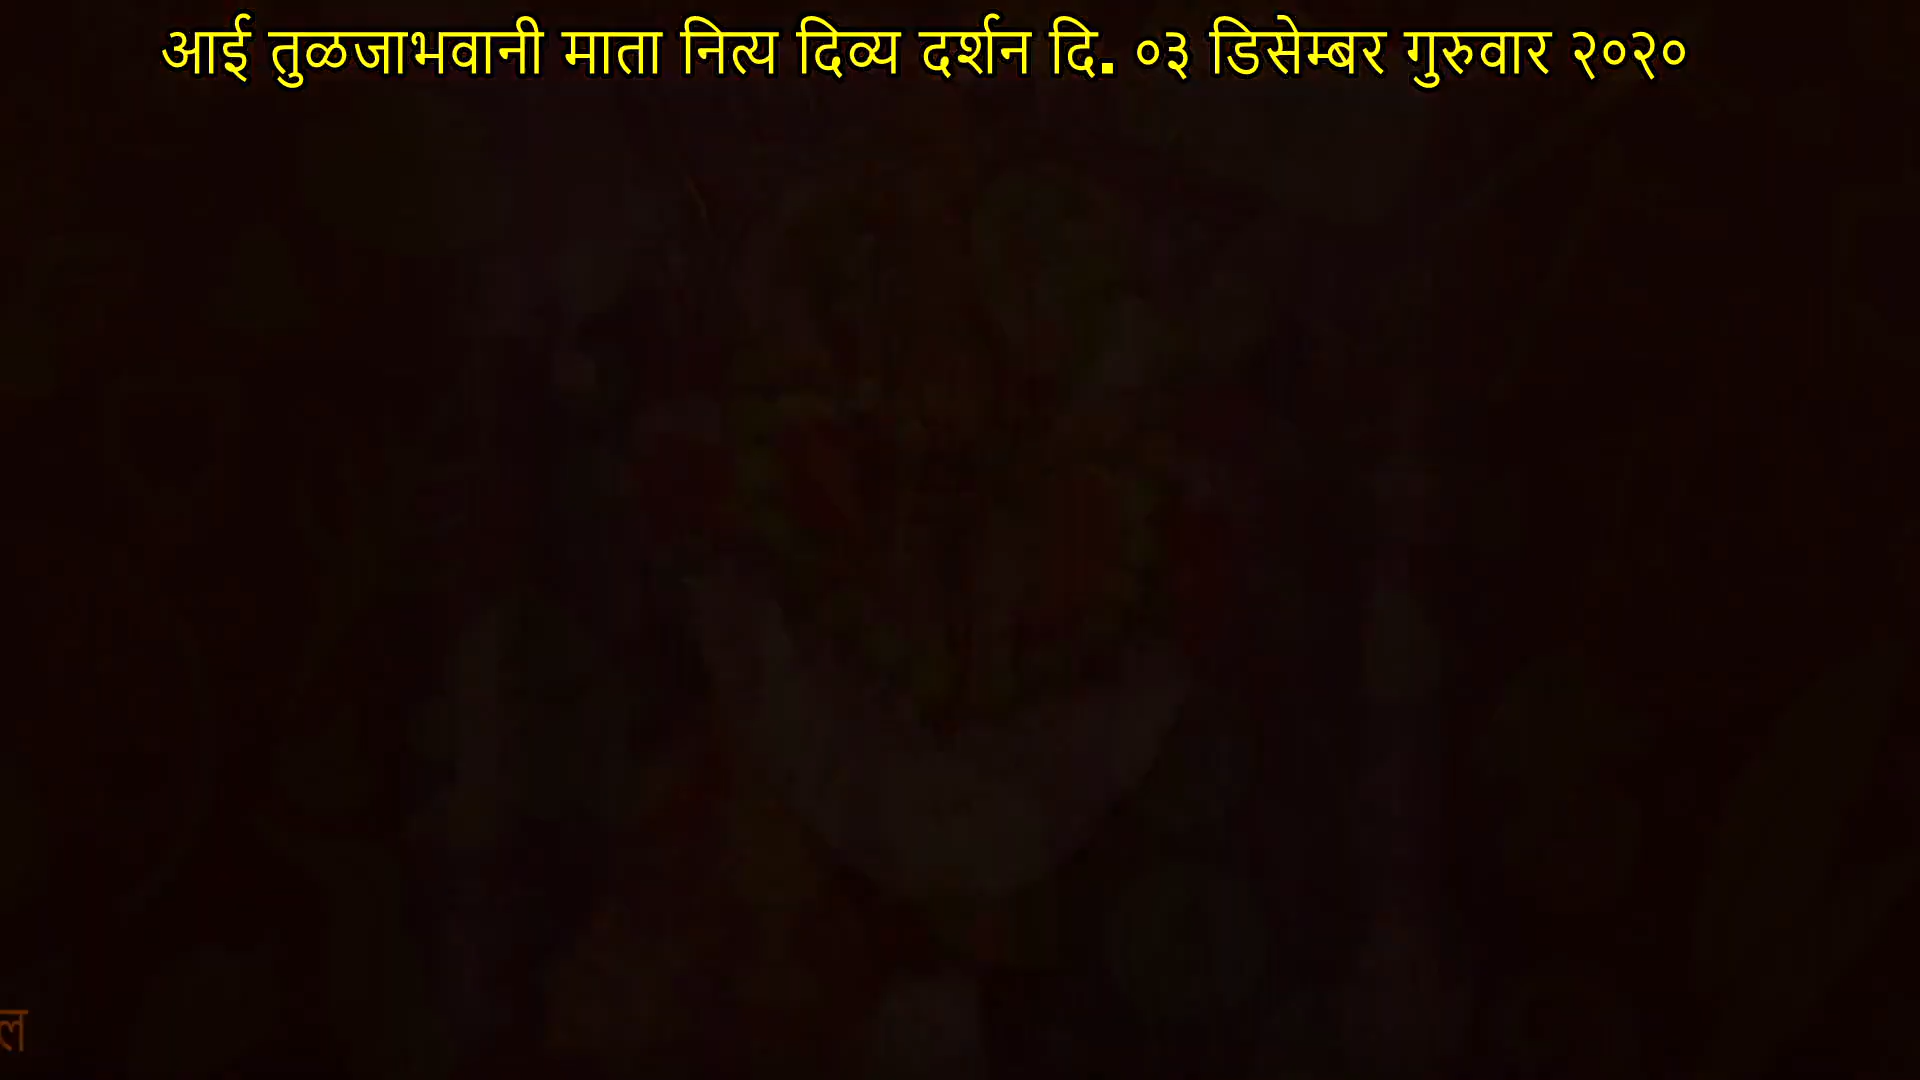 आई तुळजाभवानी माता नित्य दिव्य दर्शन दि. ०३ डिसेम्बर गुरुवार २०२०
ल